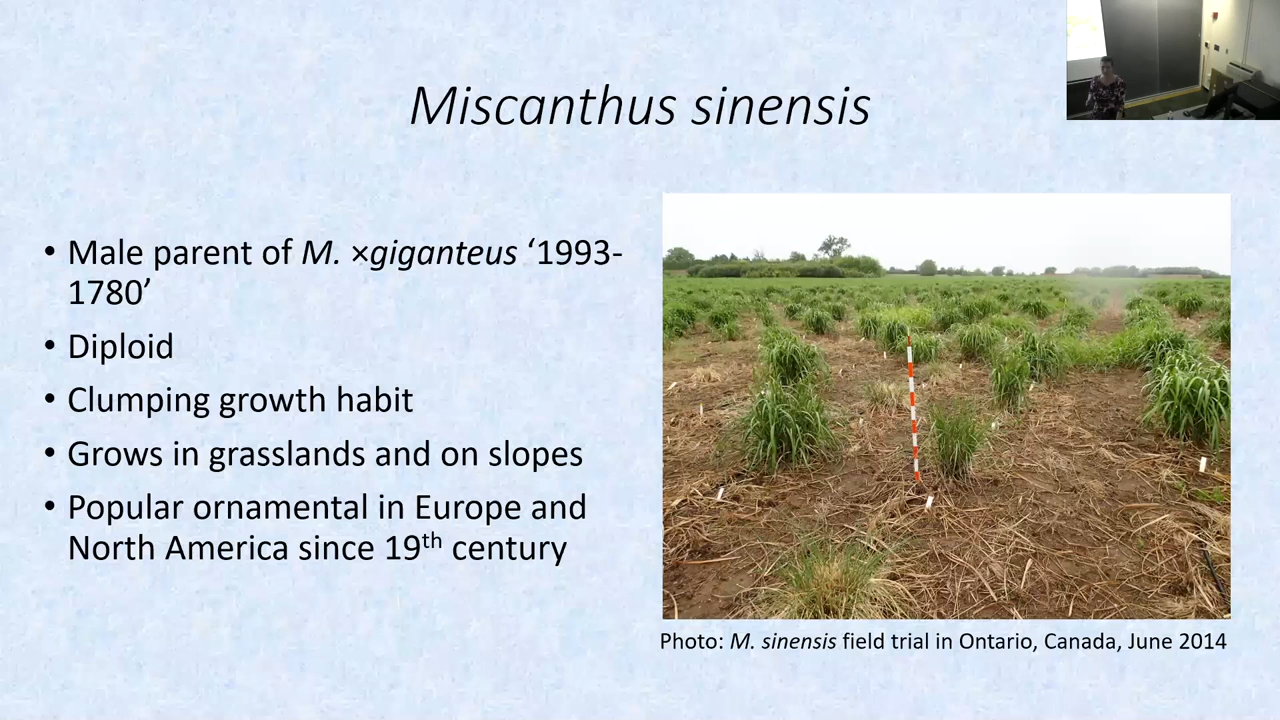 Miscanthus sinensis
• Male parent of M. ×giganteus ‘1993-
1780’
• Diploid
• Clumping growth habit
• Grows in grasslands and on slopes
• Popular ornamental in Europe and
North America since 19th century
Photo: M. sinensis field trial in Ontario, Canada, June 2014